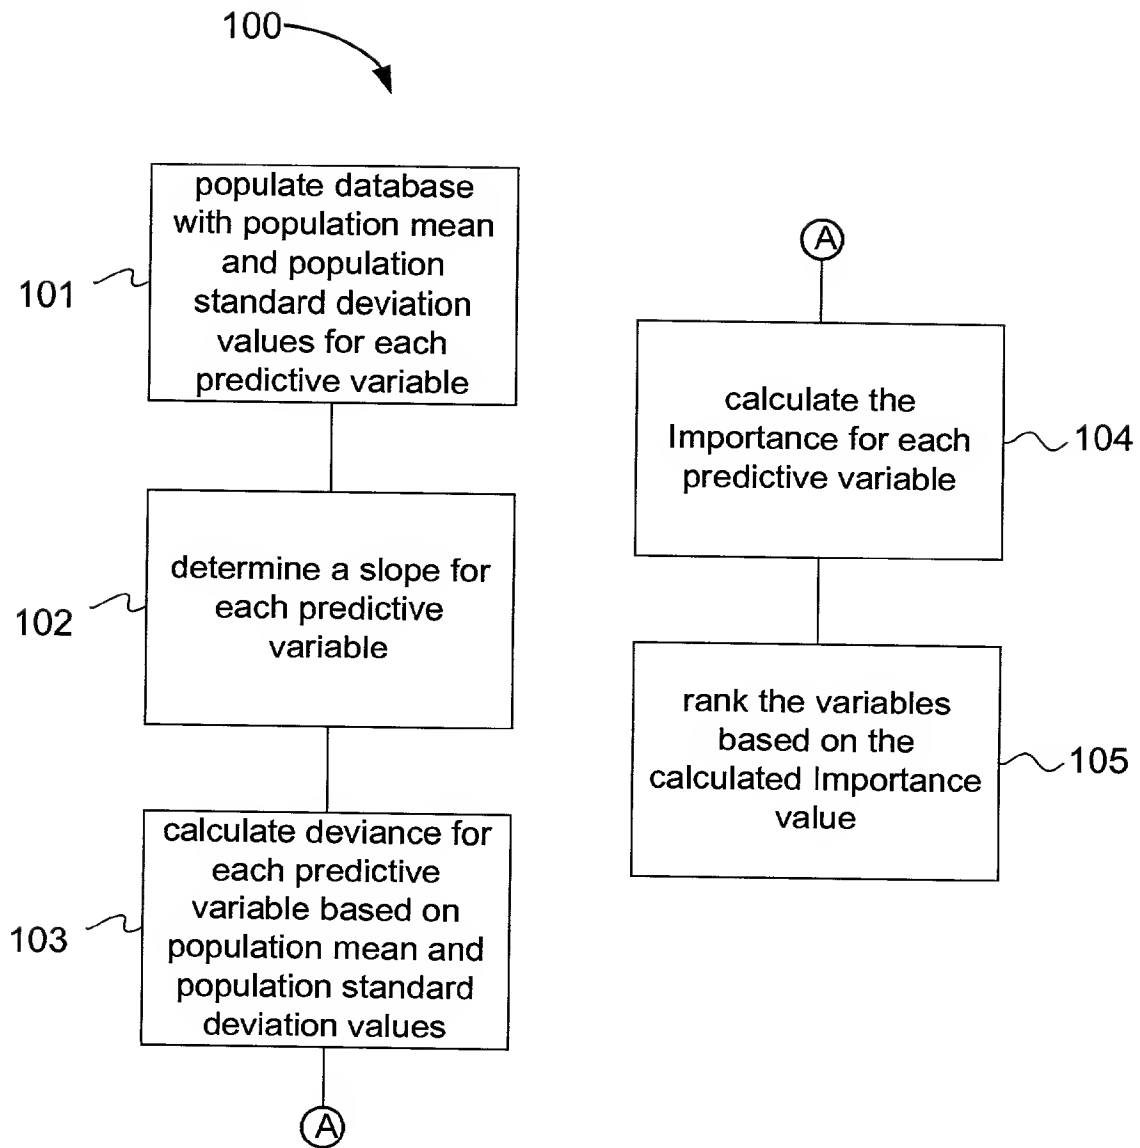 100
populate database
with population mean
and population
standard deviation
values for each
predictive variable
101
determine a slope for
each predictive
variable
102
calculate deviance for
each predictive
variable based on
population mean and
population standard
deviation values
103
A
A
calculate the
Importance for each
predictive variable
104
rank the variables
based on the
calculated Importance
value
105